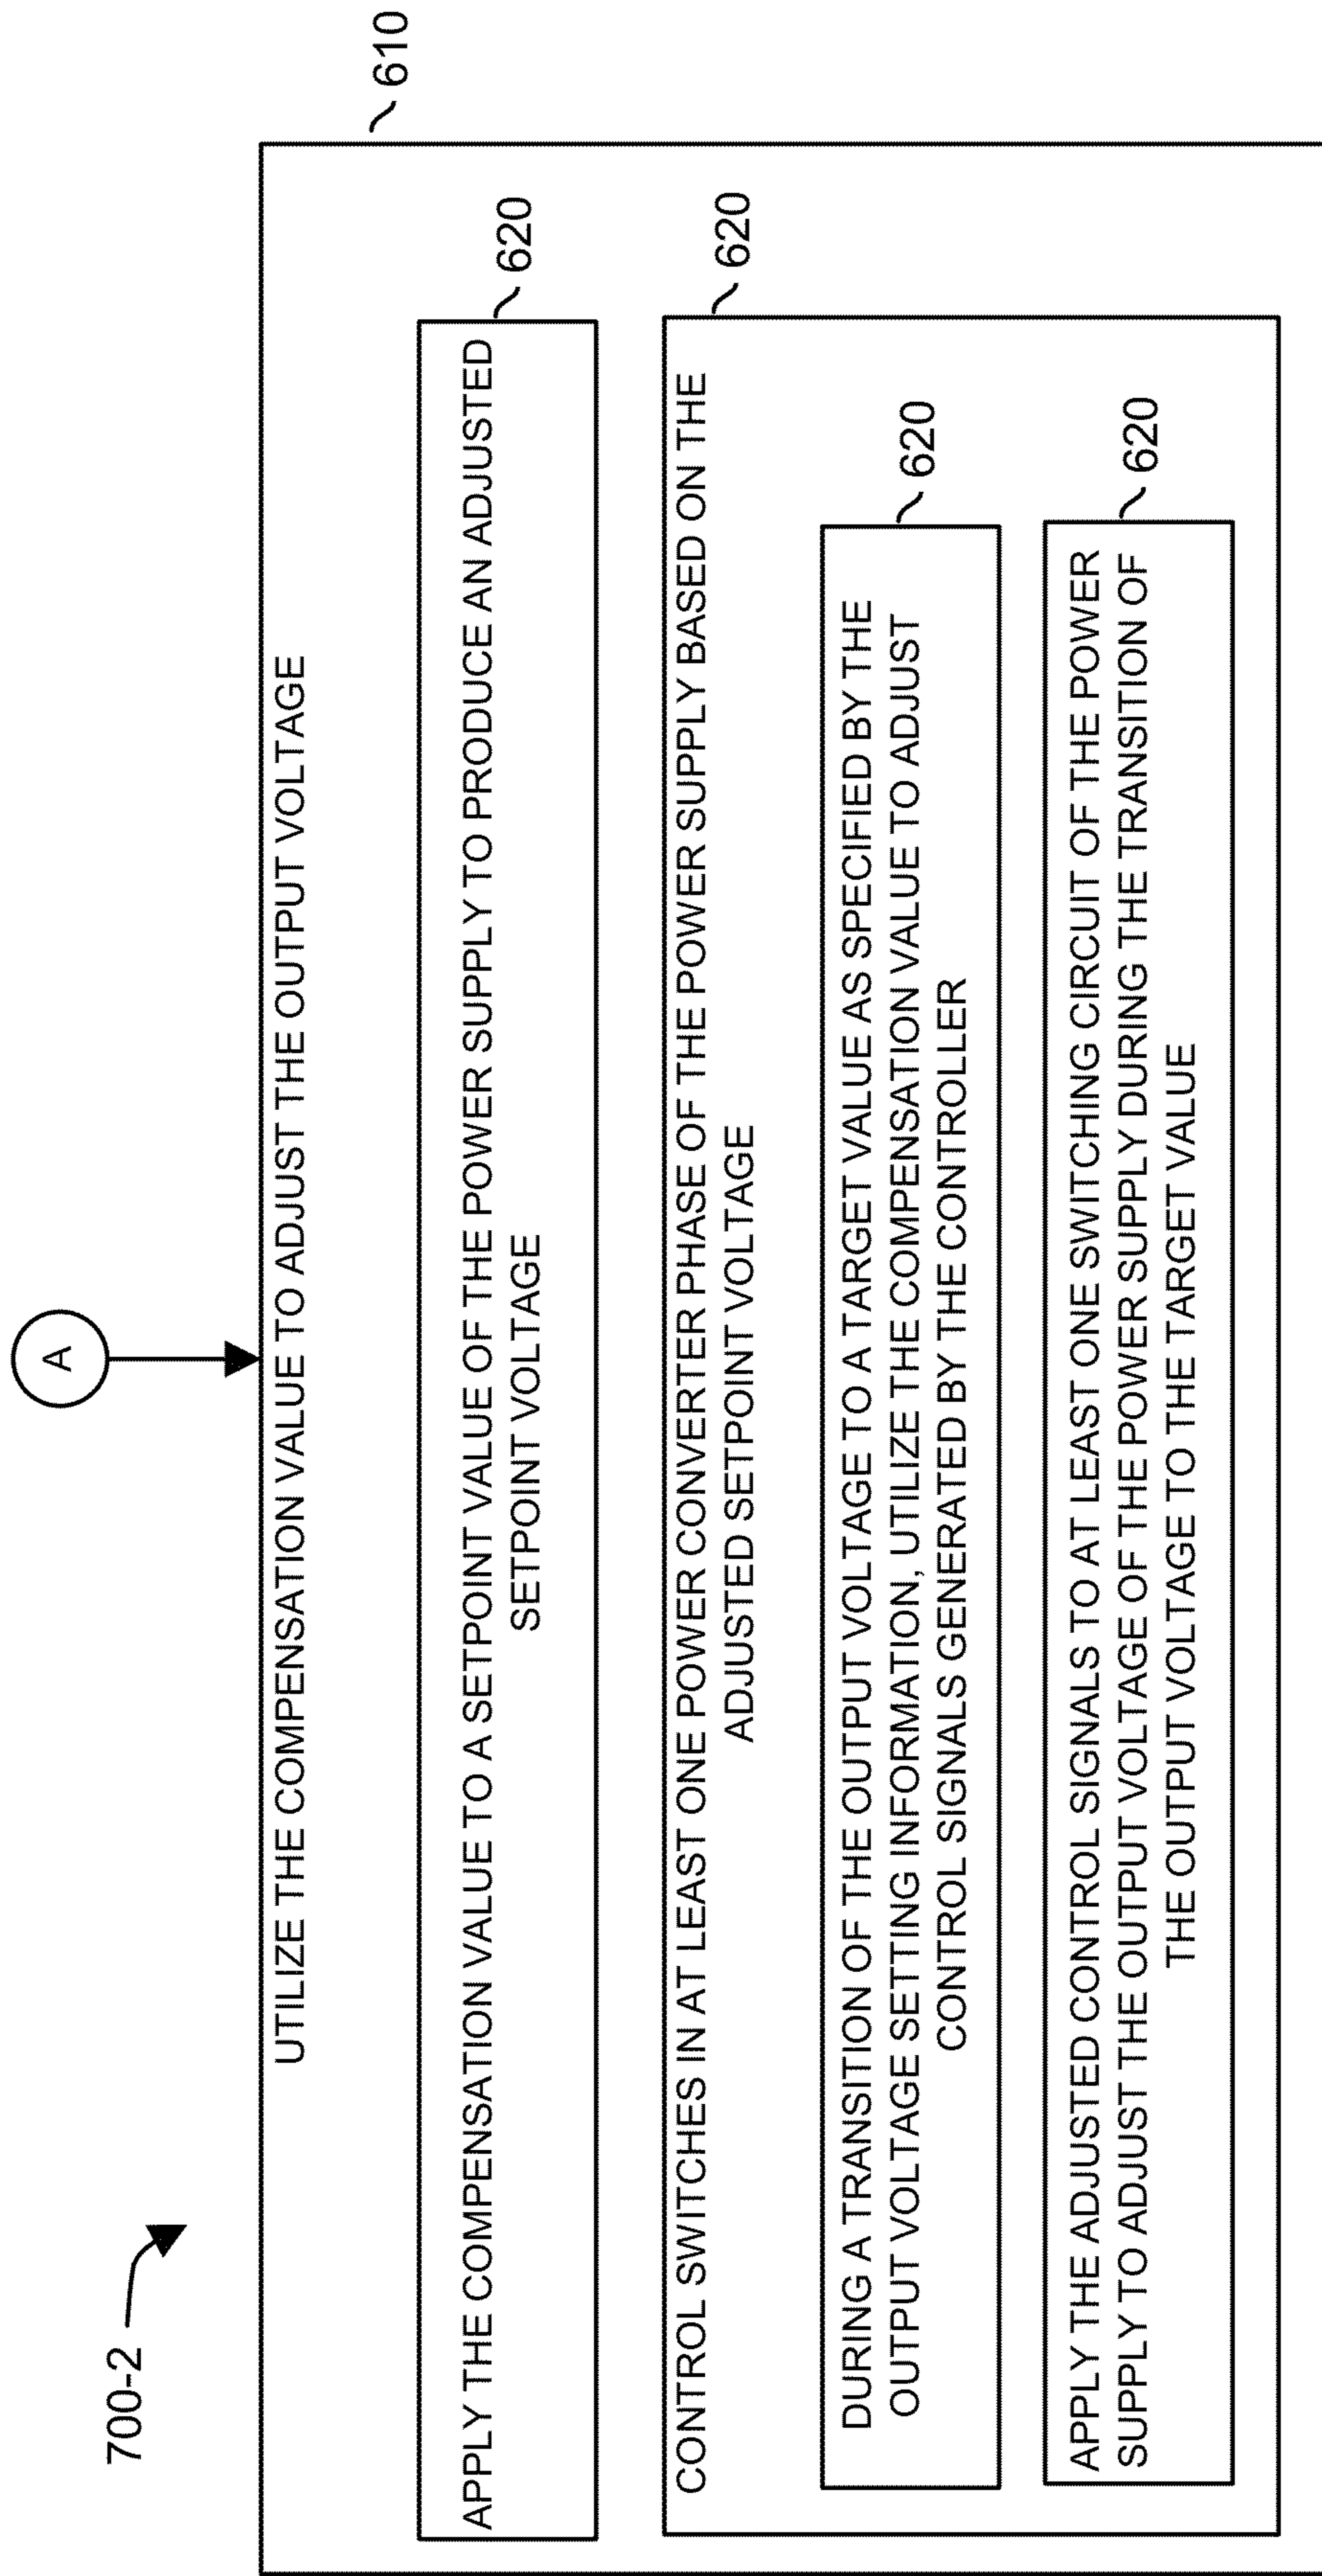 700-2
A
610
UTILIZE THE COMPENSATION VALUE TO ADJUST THE OUTPUT VOLTAGE
620
APPLY THE COMPENSATION VALUE TO A SETPOINT VALUE OF THE POWER SUPPLY TO PRODUCE AN ADJUSTED
SETPOINT VOLTAGE
620
CONTROL SWITCHES IN AT LEAST ONE POWER CONVERTER PHASE OF THE POWER SUPPLY BASED ON THE
ADJUSTED SETPOINT VOLTAGE
620
DURING A TRANSITION OF THE OUTPUT VOLTAGE TO A TARGET VALUE AS SPECIFIED BY THE
OUTPUT VOLTAGE SETTING INFORMATION, UTILIZE THE COMPENSATION VALUE TO ADJUST
CONTROL SIGNALS GENERATED BY THE CONTROLLER
620
APPLY THE ADJUSTED CONTROL SIGNALS TO AT LEAST ONE SWITCHING CIRCUIT OF THE POWER
SUPPLY TO ADJUST THE OUTPUT VOLTAGE OF THE POWER SUPPLY DURING THE TRANSITION OF
THE OUTPUT VOLTAGE TO THE TARGET VALUE